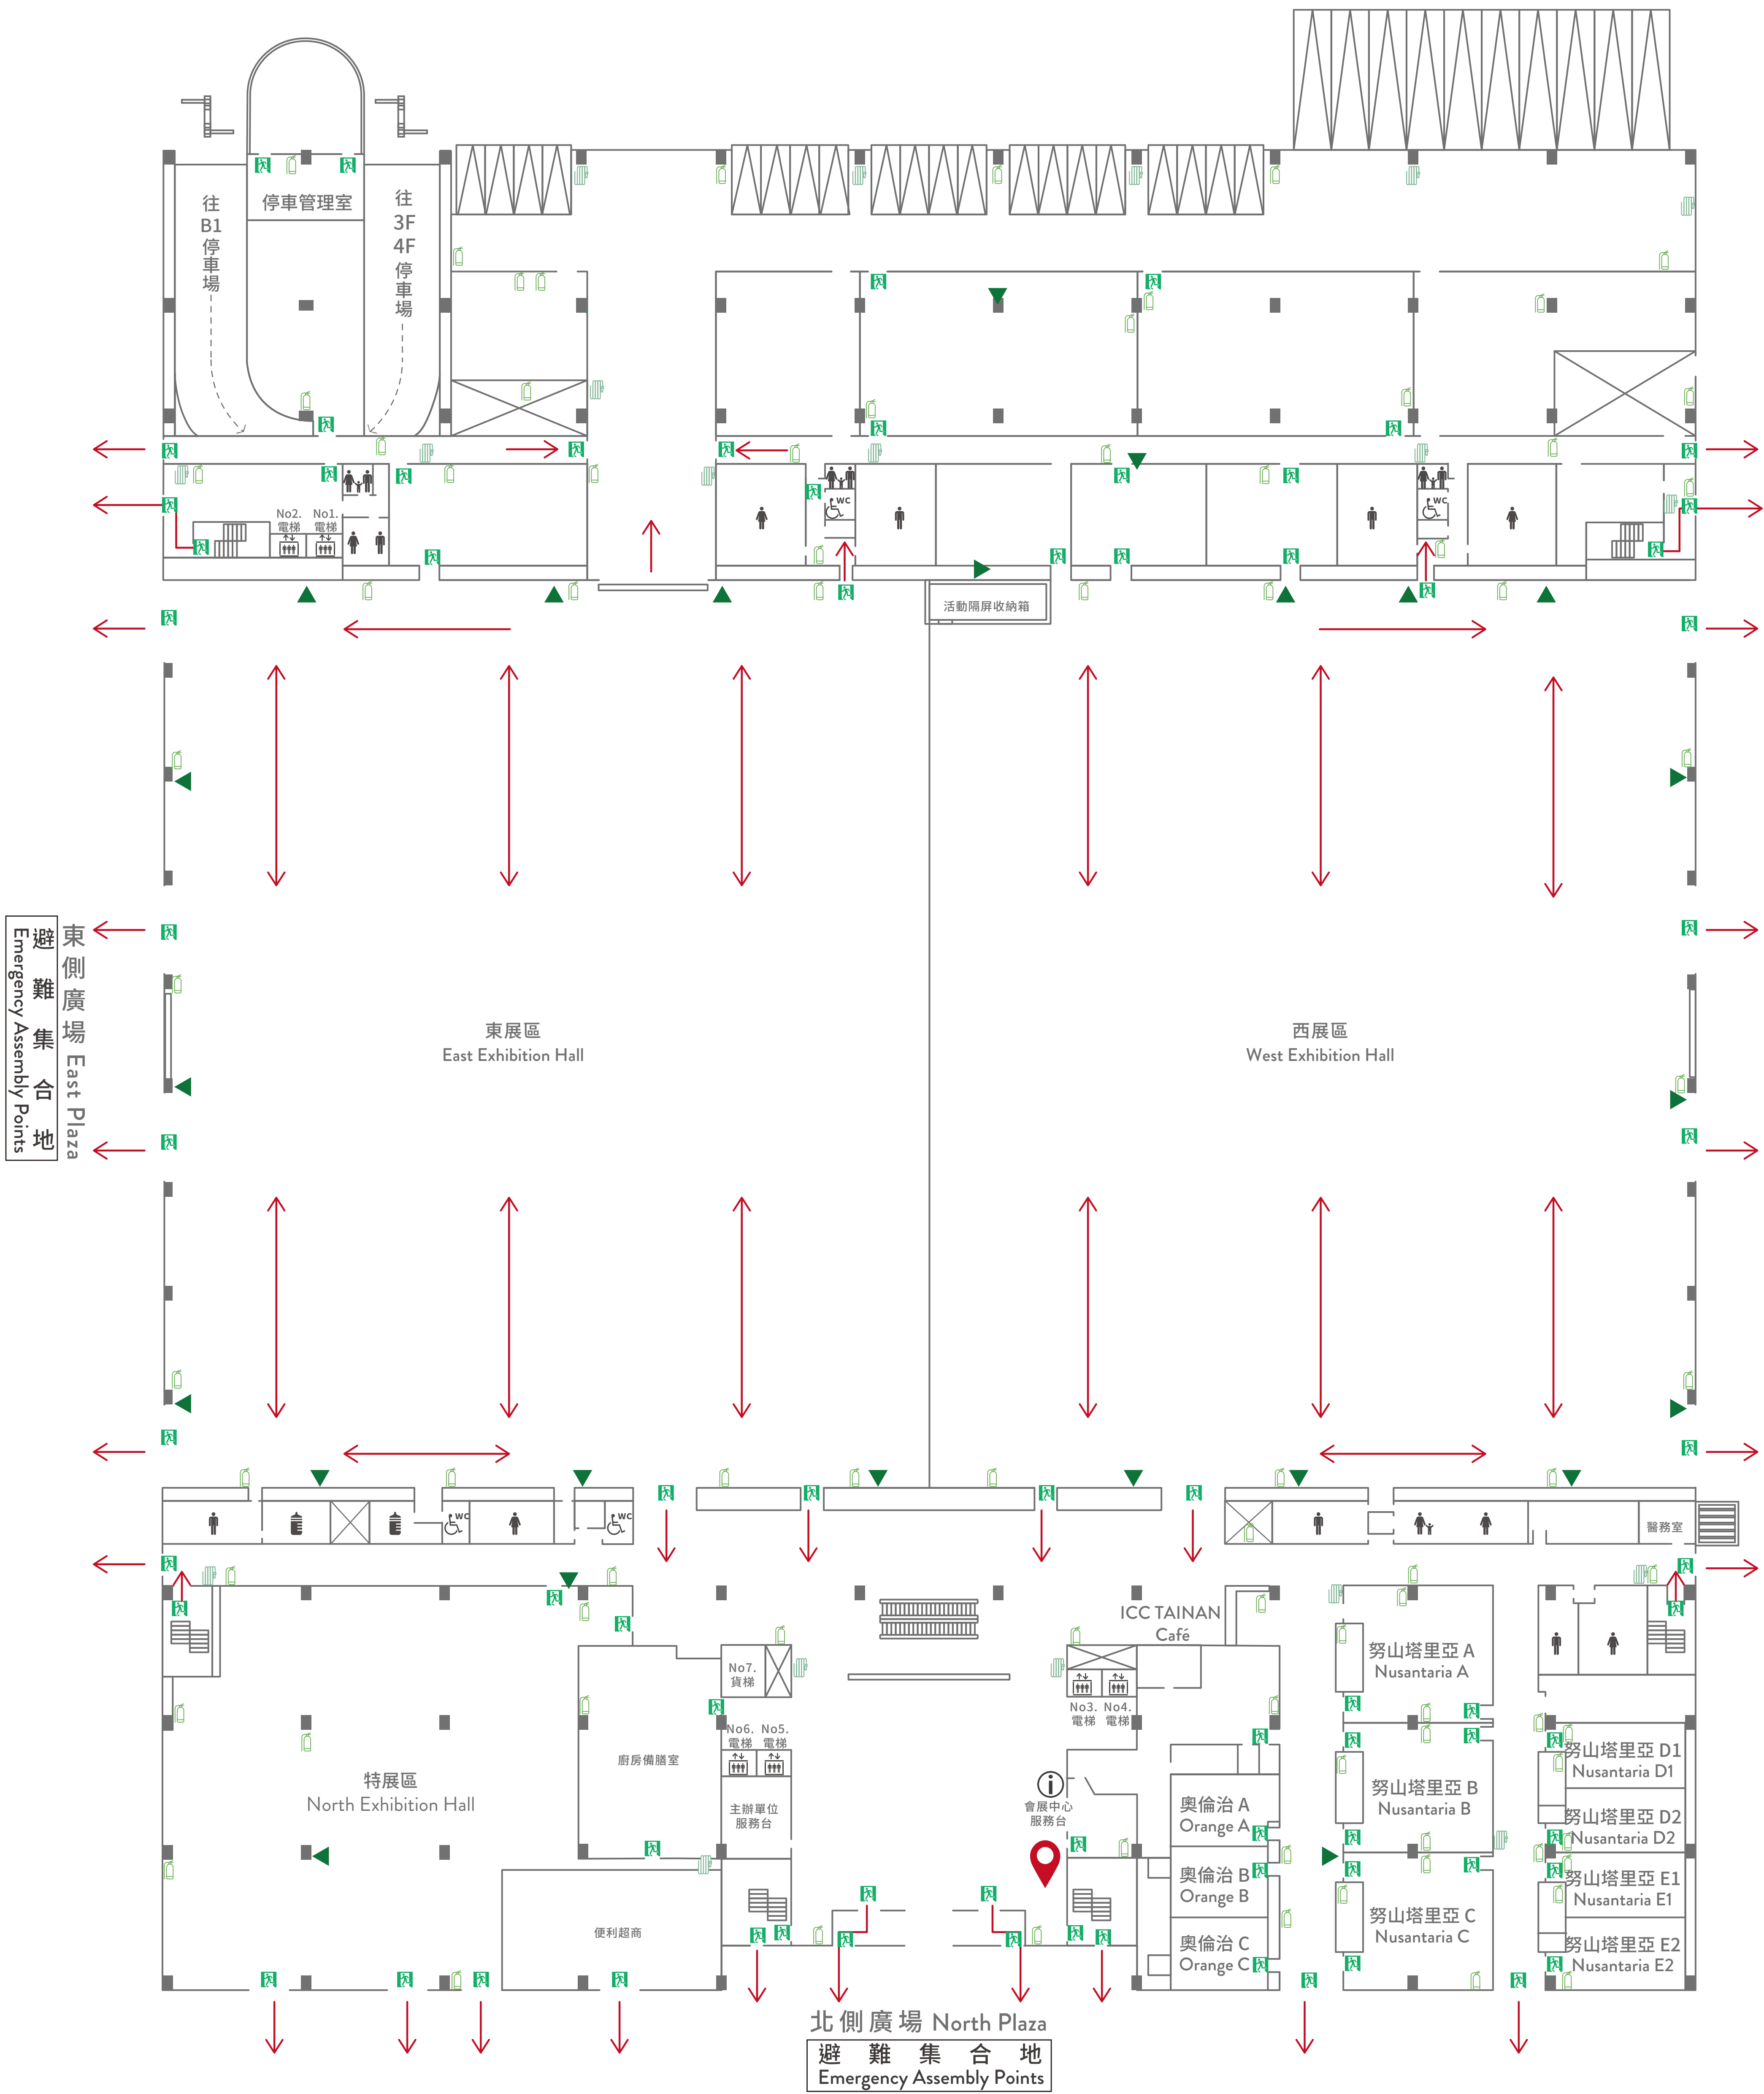 停車管理室
往
B1
停
車
場
往
3F
4F
停
車
場
No2.
電梯
No1.
電梯
WC
WC
活動隔屏收納箱
東側廣場 East Plaza
避難集合地
Emergency Assembly Points
東展區
East Exhibition Hall
西展區
West Exhibition Hall
WC
WC
醫務室
ICC TAINAN
Café
No7.
貨梯
No3.
電梯
No4.
電梯
No6.
電梯
No5.
電梯
廚房備膳室
主辦單位
服務台
會展中心
服務台
特展區
North Exhibition Hall
便利超商
奧倫治 A
Orange A
奧倫治 B
Orange B
奧倫治 C
Orange C
努山塔里亞 A
Nusantaria A
努山塔里亞 B
Nusantaria B
努山塔里亞 C
Nusantaria C
努山塔里亞 D1
Nusantaria D1
努山塔里亞 D2
Nusantaria D2
努山塔里亞 E1
Nusantaria E1
努山塔里亞 E2
Nusantaria E2
北側廣場 North Plaza
避難集合地
Emergency Assembly Points